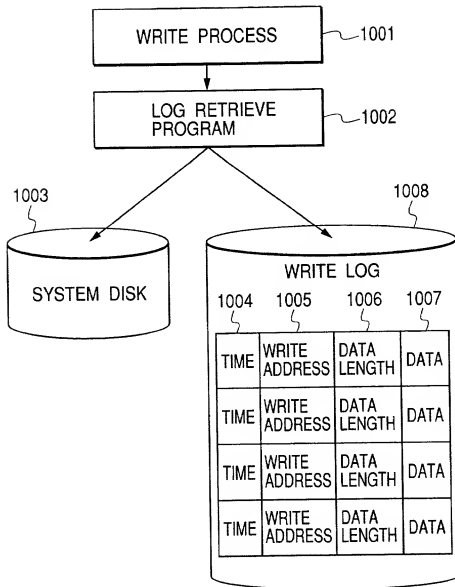 WRITE PROCESS
1001
LOG RETRIEVE
PROGRAM
1002
1003
1008
SYSTEM DISK
WRITE LOG
1004 1005 1006 1007
TIME WRITE ADDRESS DATA LENGTH DATA
TIME WRITE ADDRESS DATA LENGTH DATA
TIME WRITE ADDRESS DATA LENGTH DATA
TIME WRITE ADDRESS DATA LENGTH DATA